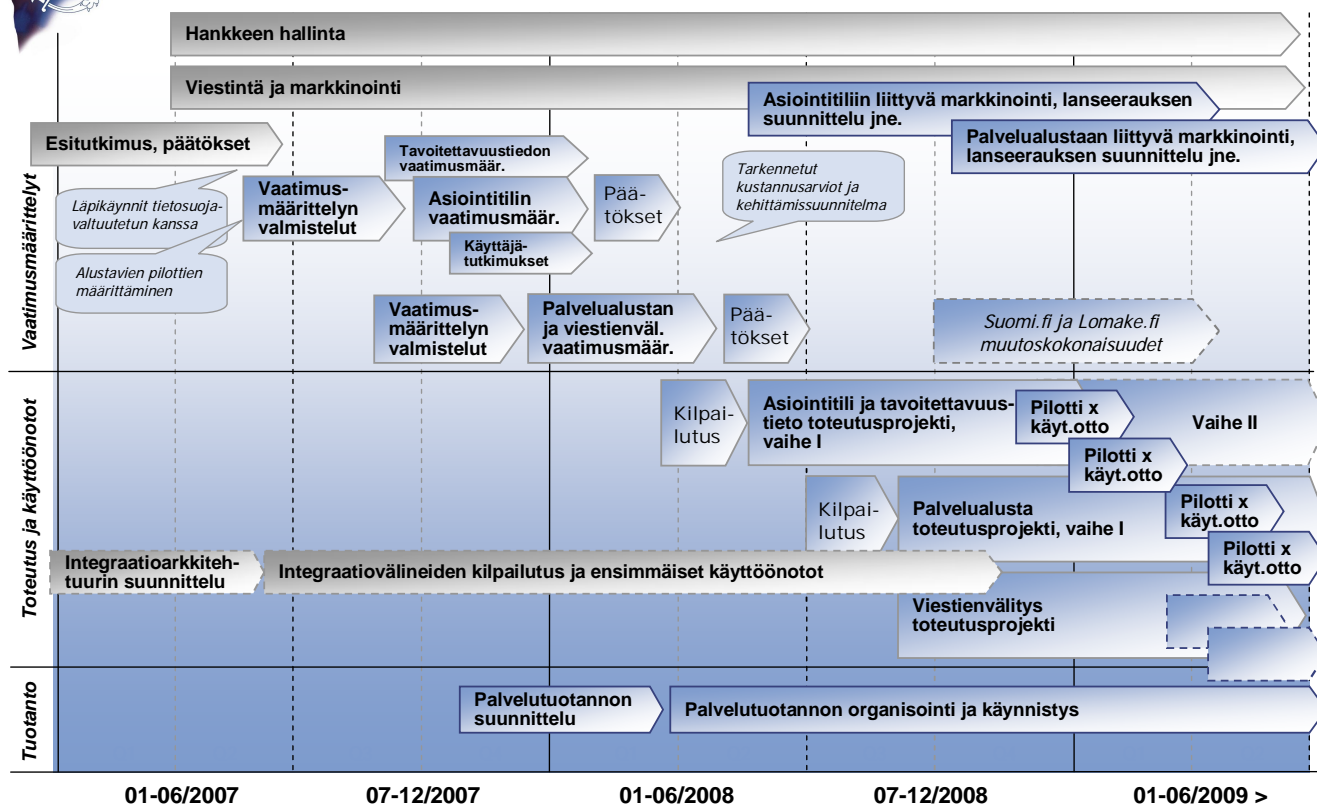 Hankkeen hallinta
Viestintä ja markkinointi
Asiointitiliin liittyvä markkinointi, lanseerauksen
suunnittelu jne.
Palvelualustaan liittyvä markkinointi,
lanseerauksen suunnittelu jne.
Vaatimusmäärittelyt
Esitutkimus, päätökset
Läpikäynnit tietosuoja-
valtuutetun kanssa
Alustavien pilottien
määrittäminen
Vaatimus-
määrittelyn
valmistelut
Tavoitettavuustiedon
vaatimusmäär.
Asiointitilin
vaatimusmäär.
Käyttäjä-
tutkimukset
Pää-
tökset
Tarkennetut
kustannusarviot ja
kehittämissuunnitelma
Vaatimus-
määrittelyn
valmistelut
Palvelualustan
ja viestienväl.
vaatimusmäär.
Pää-
tökset
Suomi.fi ja Lomake.fi
muutoskokonaisuudet
Toteutus ja käyttöönotot
Kilpai-
lutus
Asiointitili ja tavoitettavuus-
tieto toteutusprojekti,
vaihe I
Pilotti x
käyt.otto
Vaihe II
Pilotti x
käyt.otto
Kilpai-
lutus
Palvelualusta
toteutusprojekti, vaihe I
Pilotti x
käyt.otto
Pilotti x
käyt.otto
Integraatioarkkiteh-
tuurin suunnittelu
Integraatiovälineiden kilpailutus ja ensimmäiset käyttöönotot
Viestienvälitys
toteutusprojekti
Tuotanto
Palvelutuotannon
suunnittelu
Palvelutuotannon organisointi ja käynnistys
01-06/2007
07-12/2007
01-06/2008
07-12/2008
01-06/2009 >